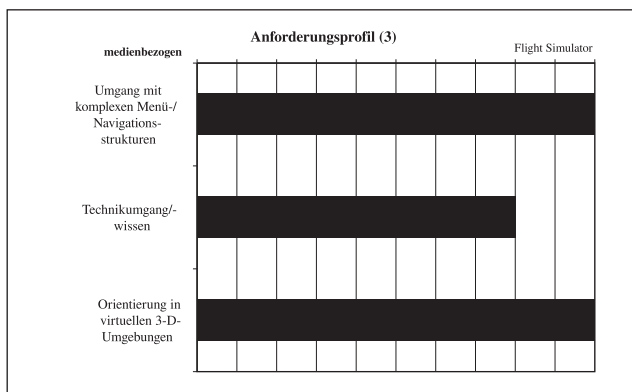 Anforderungsprofil (3)
medienbezogen
Flight Simulator
Umgang mit
komplexen Menü-/
Navigations-
strukturen
Technikumgang/-
wissen
Orientierung in
virtuellen 3-D-
Umgebungen